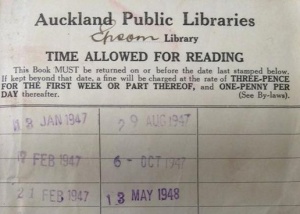 Auckland Public Libraries
Epsom Library
TIME ALLOWED FOR READING
This Book MUST be returned on or before the date last stamped below.
If kept beyond that date, a fine will be charged at the rate of THREE-PENCE
FOR THE FIRST WEEK OR PART THEREOF, and ONE-PENNY PER
DAY thereafter. (See By-laws).
JAN 1947 29 AUG 1947
17 FEB 1947 6 - OCT 1947
21 FEB 1947 13 MAY 1948